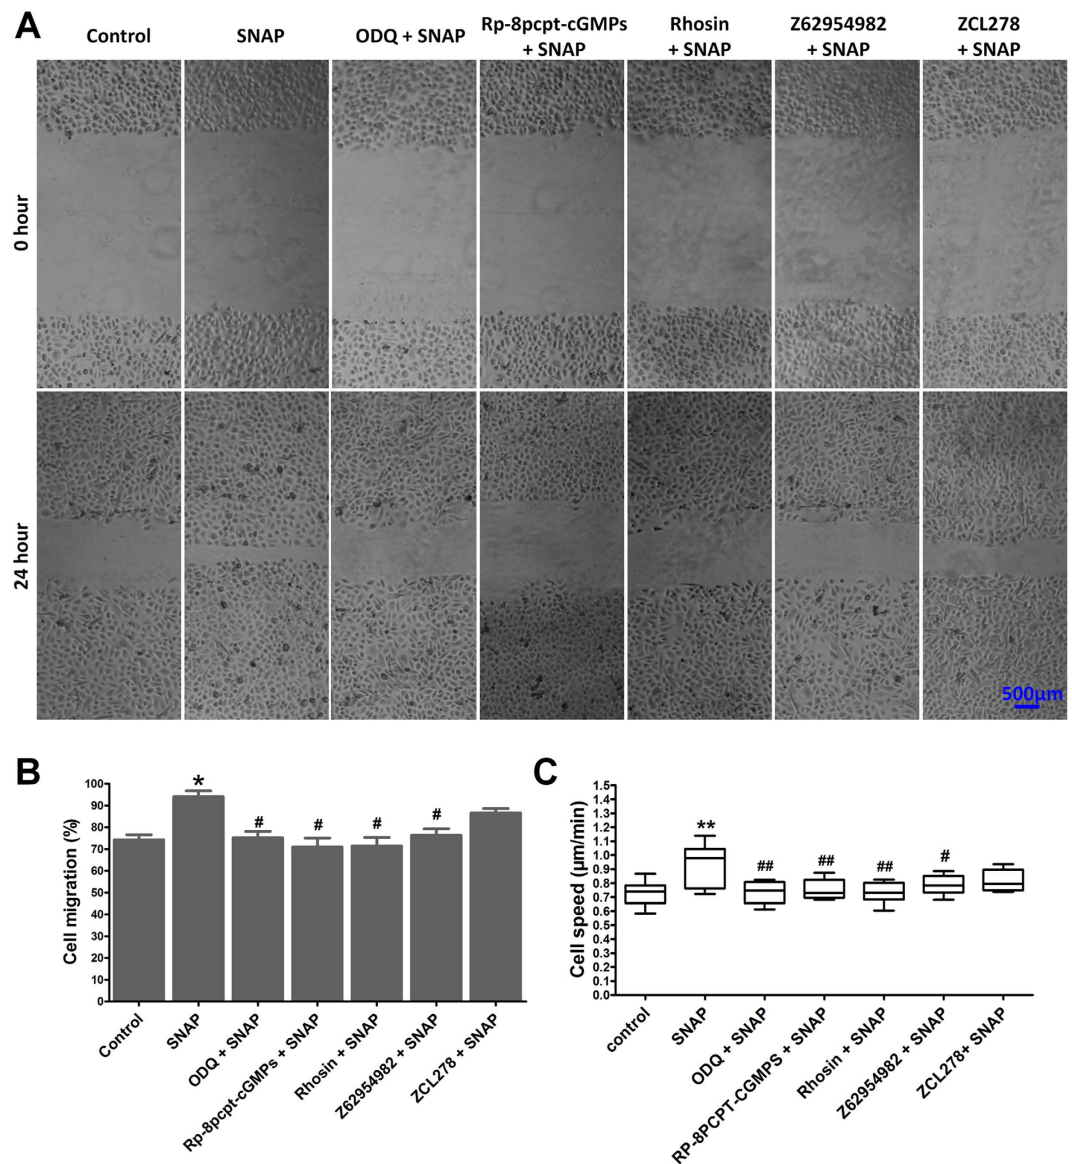 A
Control
SNAP
ODQ + SNAP
Rp-8pcpt-cGMPs
+ SNAP
Rhosin
+ SNAP
Z62954982
+ SNAP
ZCL278
+ SNAP
0 hour
24 hour
500µm
B
Cell migration (%)
100
90
80
70
60
50
40
30
20
10
0
*
#
#
#
#
Control
SNAP
ODQ + SNAP
Rp-8pcpt-cGMPs + SNAP
Rhosin + SNAP
Z62954982 + SNAP
ZCL278 + SNAP
C
Cell speed (µm/min)
1.5
1.4
1.3
1.2
1.1
1.0
0.9
0.8
0.7
0.6
0.5
0.4
0.3
0.2
0.1
0.0
**
##
##
##
#
control
SNAP
ODQ + SNAP
RP-8PCPT-CGMPS + SNAP
Rhosin + SNAP
Z62954982 + SNAP
ZCL278+ SNAP